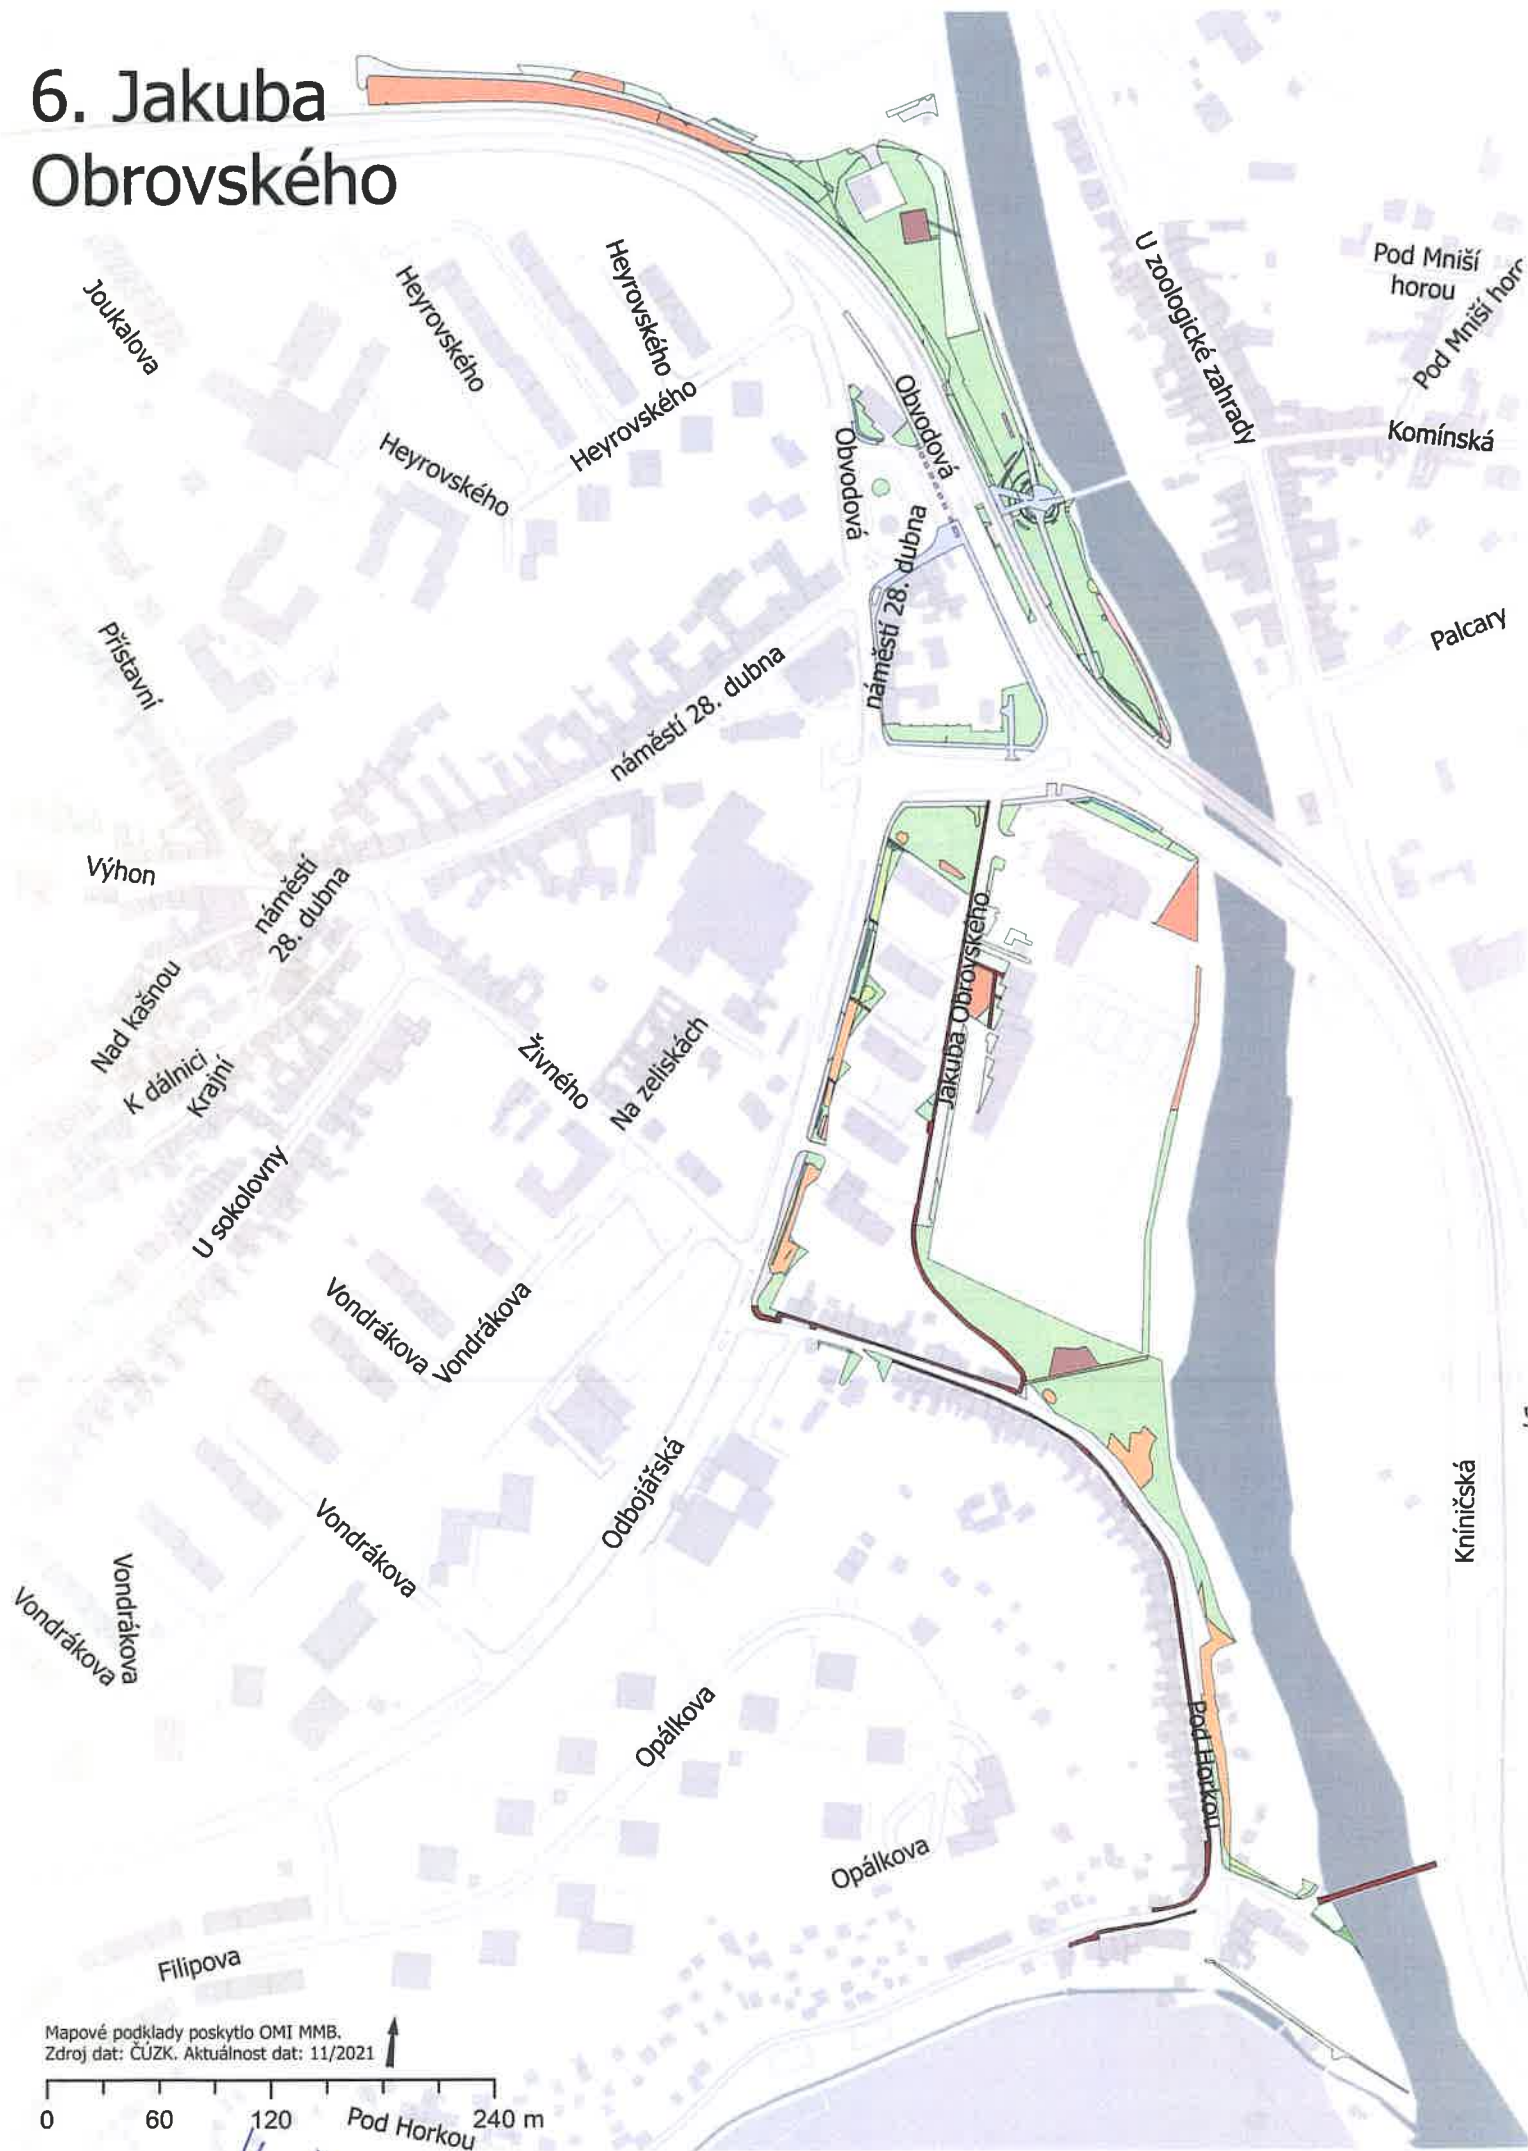 6. Jakuba
Obrovského
Joukalova
Heyrovského
Heyrovského
Heyrovského
Heyrovského
U zoologické zahrady
Pod Mniší
horou
Komínská
Obvodová
Obvodová
náměstí 28. dubna
náměstí 28. dubna
Palcary
Přístavní
Výhon
náměstí
28. dubna
Nad kašnou
K dálnici
Krajní
U sokolovny
Živného
Na zeliskách
Jakuba Obrovského
Vondrákova
Vondrákova
Vondrákova
Vondrákova
Vondrákova
Odbojářská
Kníničská
Opálkova
Opálkova
Pod Horkou
Filipova
Mapové podklady poskytlo OMI MMB.
Zdroj dat: ČÚZK. Aktuálnost dat: 11/2021
0 60 120 240 m
Pod Horkou